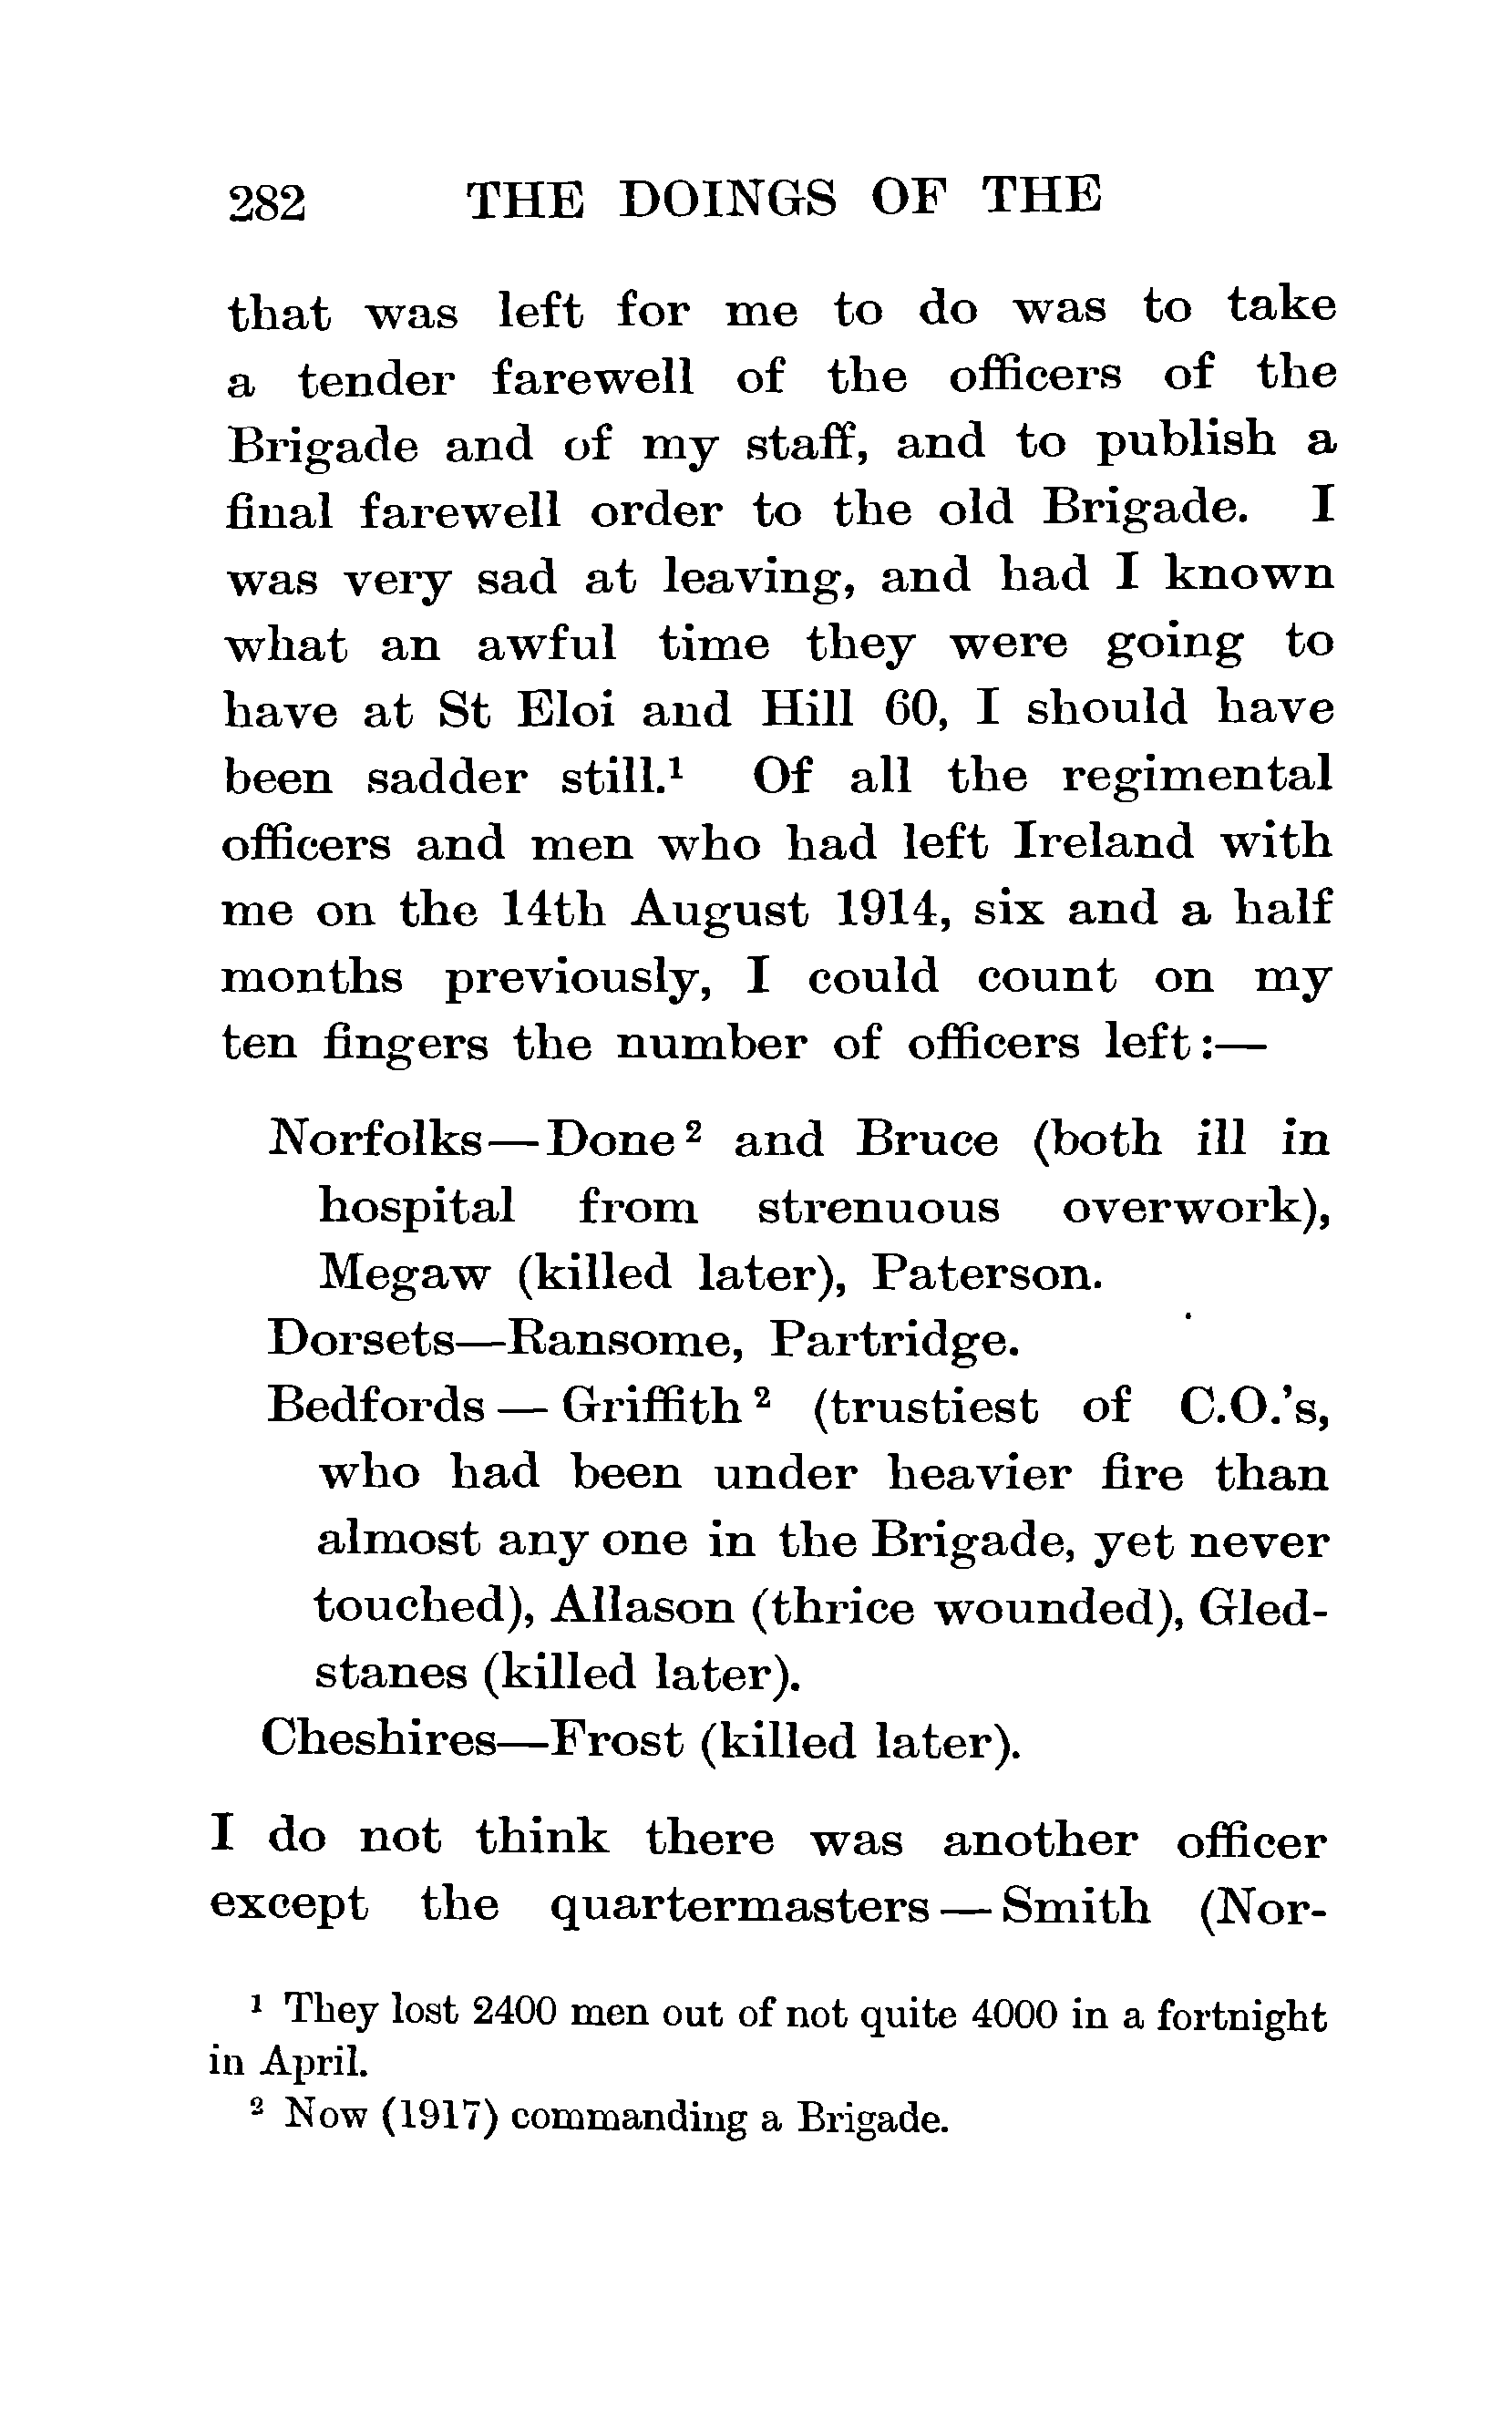 282 THE DOINGS OF THE
that was left for me to do was to take
a tender farewell of the officers of the
Brigade and of my staff, and to publish a
final farewell order to the old Brigade. I
was very sad at leaving, and had I known
what an awful time they were going to
have at St Eloi and Hill 60, I should have
been sadder still.¹ Of all the regimental
officers and men who had left Ireland with
me on the 14th August 1914, six and a half
months previously, I could count on my
ten fingers the number of officers left:—
Norfolks—Done² and Bruce (both ill in
hospital from strenuous overwork),
Megaw (killed later), Paterson.
Dorsets—Ransome, Partridge.
Bedfords — Griffith² (trustiest of C.O.'s,
who had been under heavier fire than
almost any one in the Brigade, yet never
touched), Allason (thrice wounded), Gled-
stanes (killed later).
Cheshires—Frost (killed later).
I do not think there was another officer
except the quartermasters — Smith (Nor-
¹ They lost 2400 men out of not quite 4000 in a fortnight
in April.
² Now (1917) commanding a Brigade.